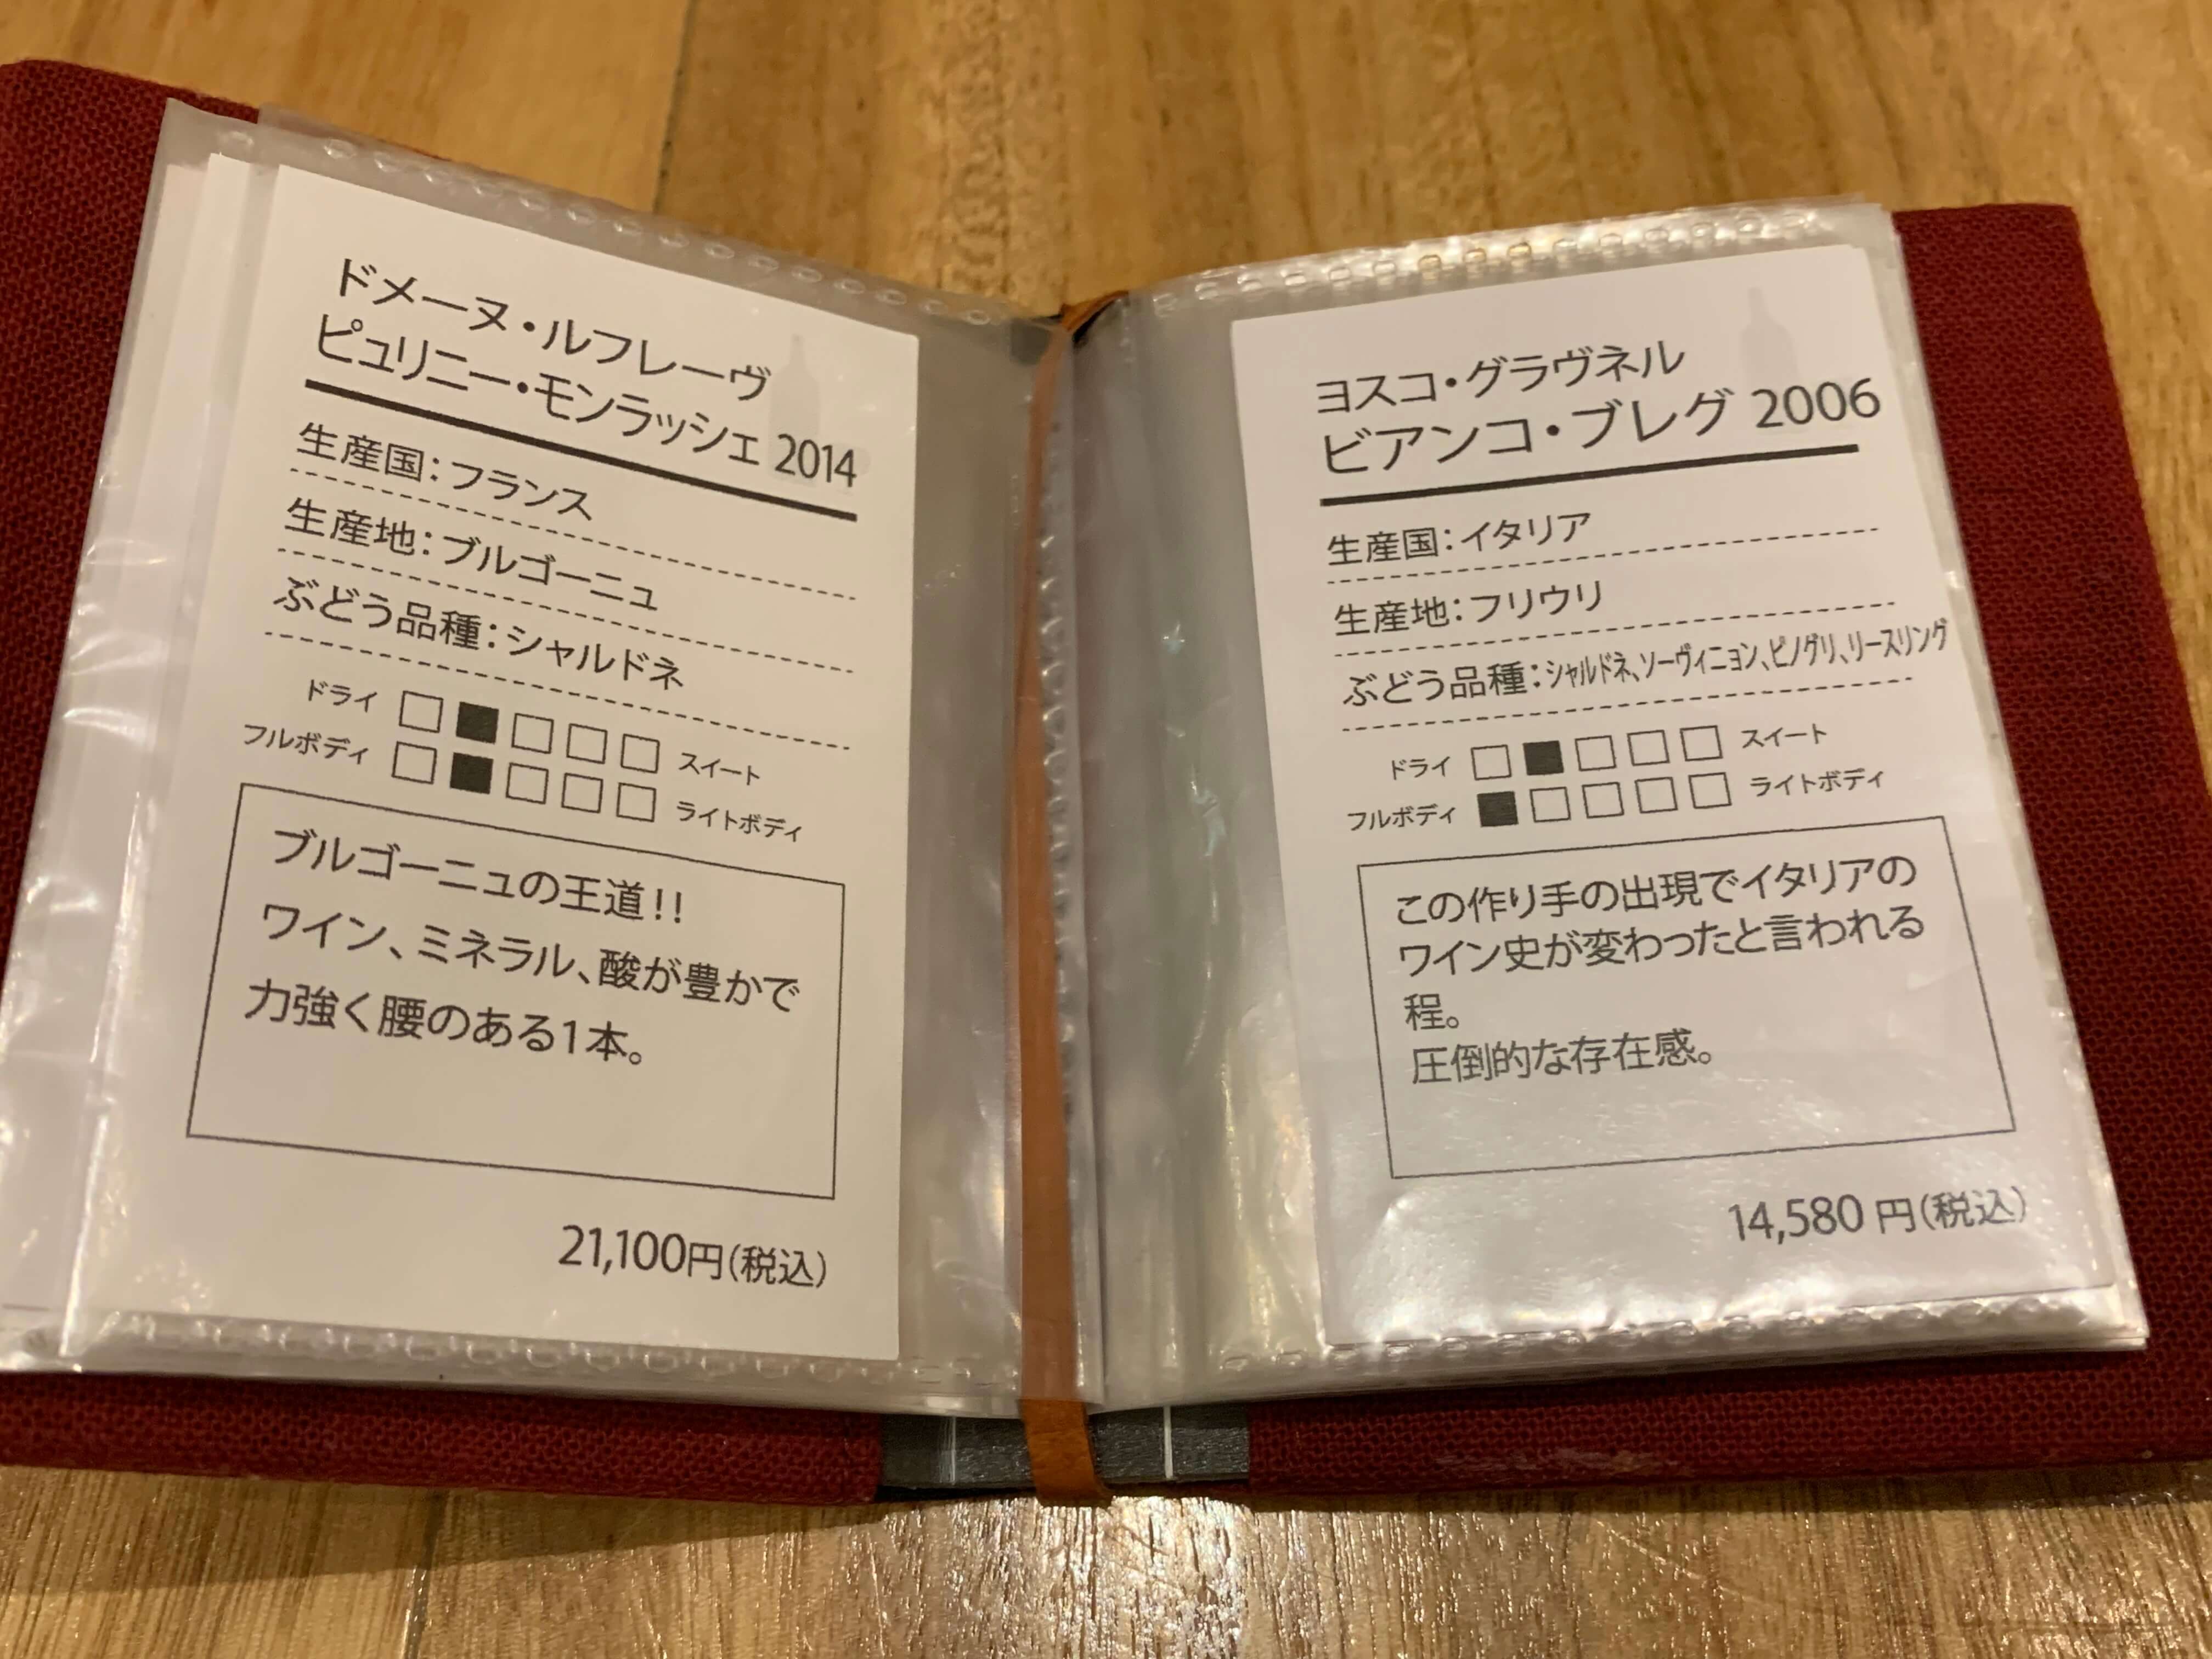 ドメーヌ・ルフレーヴ
ピュリニー・モンラッシェ 2014
生産国：フランス
生産地：ブルゴーニュ
ぶどう品種：シャルドネ
ドライ □■□□□ スイート
フルボディ □■□□□ ライトボディ
ブルゴーニュの王道！！
ワイン、ミネラル、酸が豊かで
力強く腰のある1本。
21,100円（税込）
ヨスコ・グラヴネル
ビアンコ・ブレグ 2006
生産国：イタリア
生産地：フリウリ
ぶどう品種：シャルドネ、ソーヴィニョン、ピノグリ、リースリング
ドライ □■□□□ スイート
フルボディ ■□□□□ ライトボディ
この作り手の出現でイタリアの
ワイン史が変わったと言われる
程。
圧倒的な存在感。
14,580 円（税込）